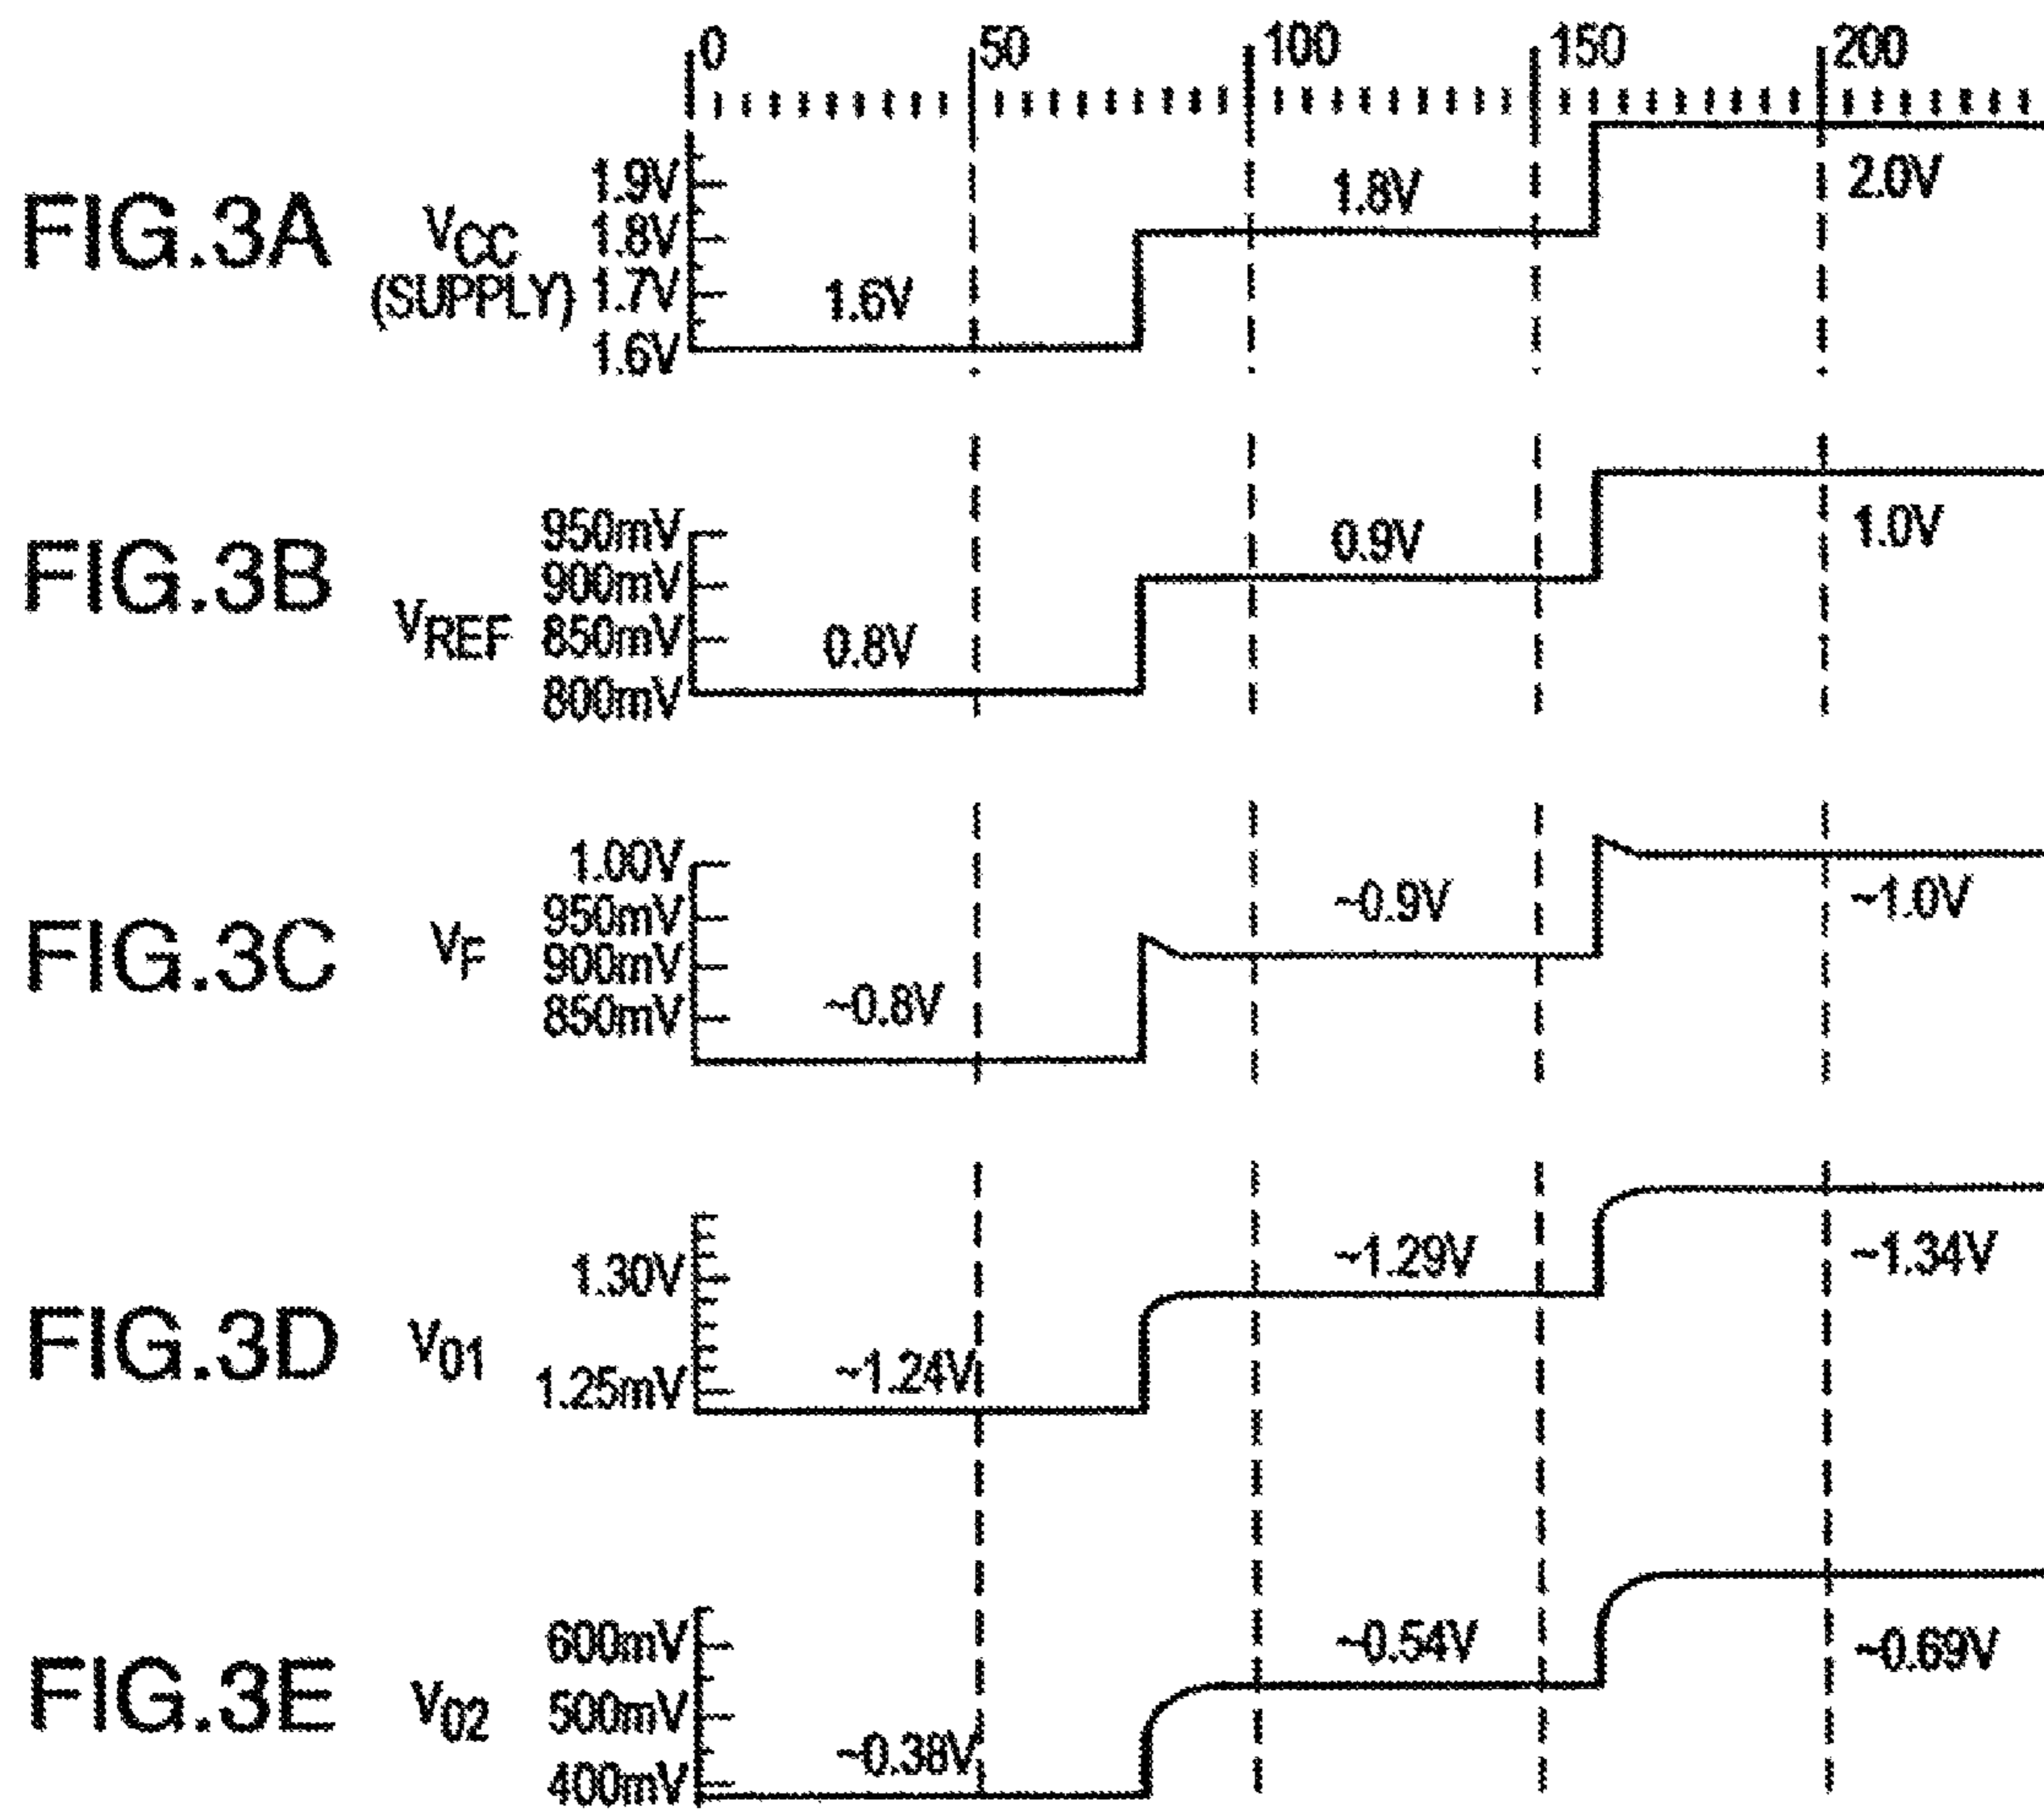 0 50 100 150 200
FIG.3A
VCC
(SUPPLY)
1.9V
1.8V
1.7V
1.6V
1.6V
1.8V
2.0V
FIG.3B
VREF
950mV
900mV
850mV
800mV
0.8V
0.9V
1.0V
FIG.3C
VF
1.00V
950mV
900mV
850mV
~0.8V
~0.9V
~1.0V
FIG.3D
V01
1.30V
1.25mV
~1.24V
~1.29V
~1.34V
FIG.3E
V02
600mV
500mV
400mV
~0.38V
~0.54V
~0.69V